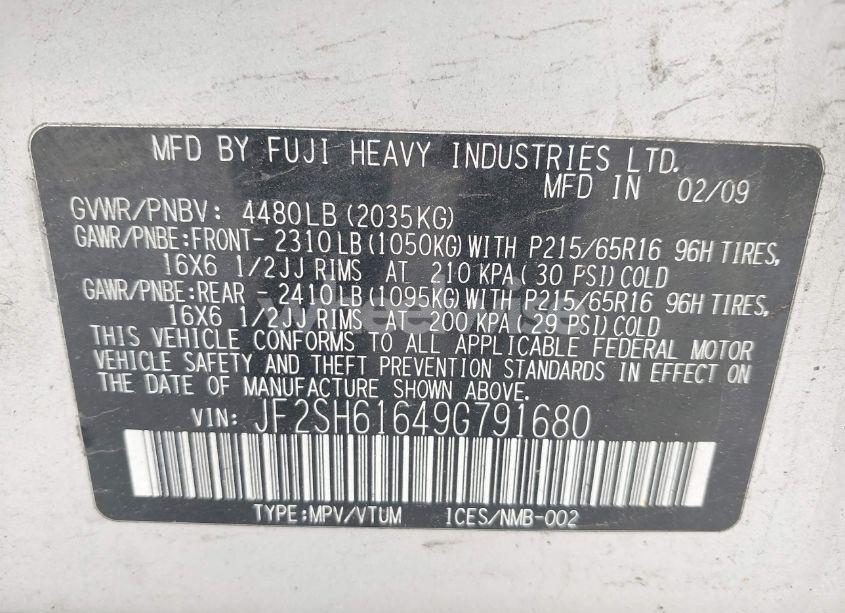 MFD BY FUJI HEAVY INDUSTRIES LTD.
MFD IN 02/09
GVWR/PNBV: 4480LB(2035KG)
GAWR/PNBE:FRONT- 2310LB(1050KG)WITH P215/65R16 96H TIRES,
16X6 1/2JJ RIMS AT 210 KPA(30 PSI)COLD
GAWR/PNBE:REAR - 2410LB(1095KG)WITH P215/65R16 96H TIRES,
16X6 1/2JJ RIMS AT 200 KPA(29 PSI)COLD
THIS VEHICLE CONFORMS TO ALL APPLICABLE FEDERAL MOTOR
VEHICLE SAFETY AND THEFT PREVENTION STANDARDS IN EFFECT ON
THE DATE OF MANUFACTURE SHOWN ABOVE.
VIN: JF2SH61649G791680
TYPE:MPV/VTUM ICES/NMB-002